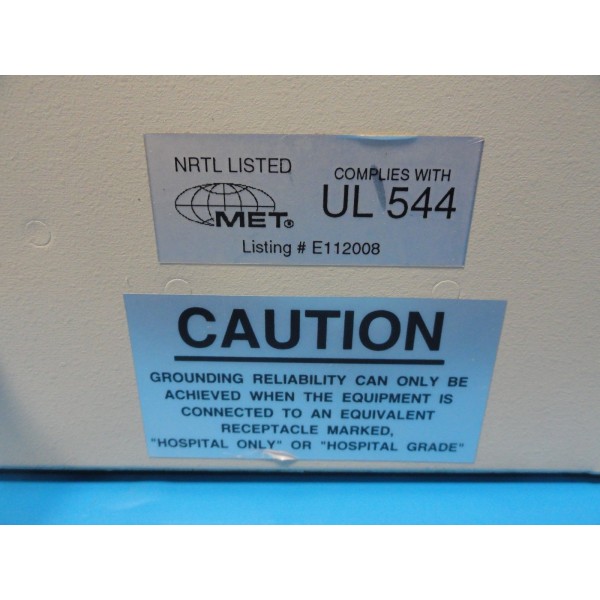 NRTL LISTED
MET®
COMPLIES WITH
UL 544
Listing # E112008
CAUTION
GROUNDING RELIABILITY CAN ONLY BE
ACHIEVED WHEN THE EQUIPMENT IS
CONNECTED TO AN EQUIVALENT
RECEPTACLE MARKED,
"HOSPITAL ONLY" OR "HOSPITAL GRADE"